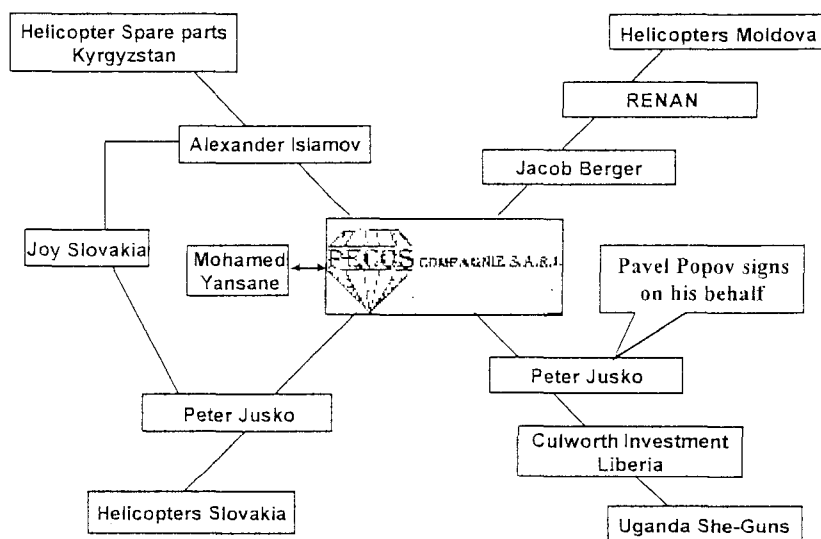 Helicopter Spare parts
Kyrgyzstan
Helicopters Moldova
RENAN
Alexander Islamov
Jacob Berger
Joy Slovakia
Mohamed
Yansane
PECOS COMPAGNIE S.A.R.L
Pavel Popov signs
on his behalf
Peter Jusko
Peter Jusko
Culworth Investment
Liberia
Helicopters Slovakia
Uganda She-Guns